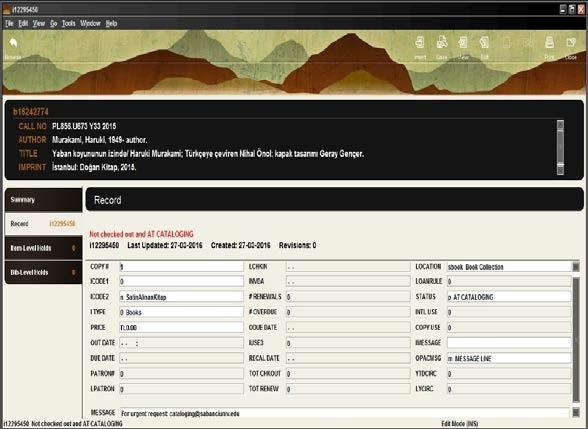 i12295450
File Edit View Go Tools Window Help
Browse Insert Save View Edit Print Close
b16242774
CALL NO PL856.U673 Y33 2015
AUTHOR Murakami, Haruki, 1949- author.
TITLE Yaban koyununun izinde/ Haruki Murakami; Türkçeye çeviren Nihal Önol; kapak tasarımı Geray Gençer.
IMPRINT İstanbul: Doğan Kitap, 2015.
Summary
Record
Record i12295450
Not checked out and AT CATALOGING
Item-Level Holds 0
i12295450 Last Updated: 27-03-2016 Created: 27-03-2016 Revisions: 0
Bib-Level Holds 0
COPY # 1 LCHKIN - - LOCATION sbook Book Collection
ICODE1 0 INVDA - - LOANRULE 0
ICODE2 n SatinAlinanKitap # RENEWALS 0 STATUS p AT CATALOGING
I TYPE 0 Books # OVERDUE 0 INTL USE 0
PRICE TL0.00 ODUE DATE - - COPY USE 0
OUT DATE - - : IUSE3 0 IMESSAGE
DUE DATE - - RECAL DATE - - OPACMSG m MESSAGE LINE
PATRON# 0 TOT CHKOUT 0 YTDCIRC 0
LPATRON 0 TOT RENEW 0 LYCIRC 0
MESSAGE For urgent request: cataloging@sabanciuniv.edu
i12295450 Not checked out and AT CATALOGING Edit Mode (INS)